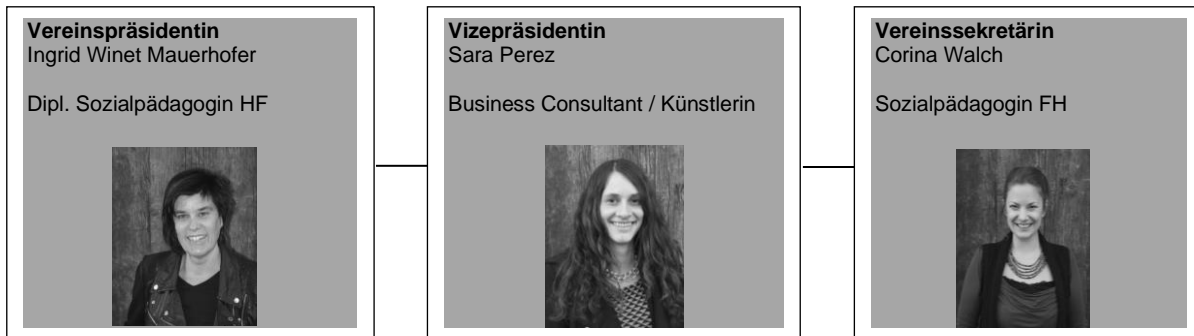 Vereinspräsidentin
Ingrid Winet Mauerhofer
Dipl. Sozialpädagogin HF
Vizepräsidentin
Sara Perez
Business Consultant / Künstlerin
Vereinssekretärin
Corina Walch
Sozialpädagogin FH